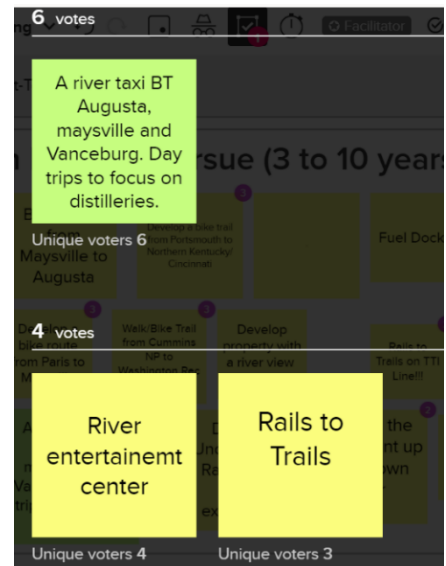 6 votes
Facilitator
A river taxi BT
Augusta,
maysville and
Vanceburg. Day
trips to focus on
distilleries.
Unique voters 6
rsue (3 to 10 years
3
Develop a bike trail
from Portsmouth to
Northern Kentucky/
Cincinnati
from
Maysville to
Augusta
Fuel Dock
4 votes
3
bike route
from Paris to
3
Walk/Bike Trail
from Cummins
NP to
Washington Rec
Develop
property with
a river view
Rails to
Trails on TTI
Line!!!
2
River
entertainemt
center
Unique voters 4
Rails to
Trails
Unique voters 3